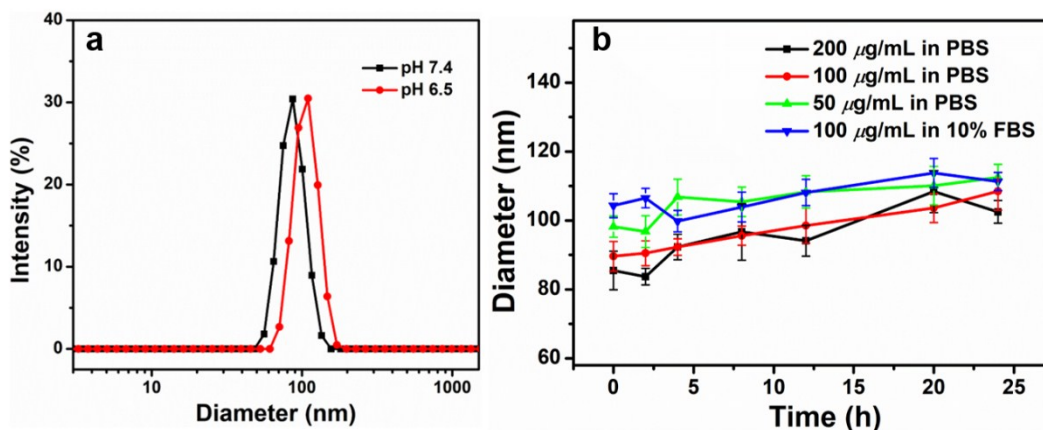 a
pH 7.4
pH 6.5
Intensity (%)
40
30
20
10
0
10
100
1000
Diameter (nm)
b
200 μg/mL in PBS
100 μg/mL in PBS
50 μg/mL in PBS
100 μg/mL in 10% FBS
Diameter (nm)
140
120
100
80
60
0
5
10
15
20
25
Time (h)